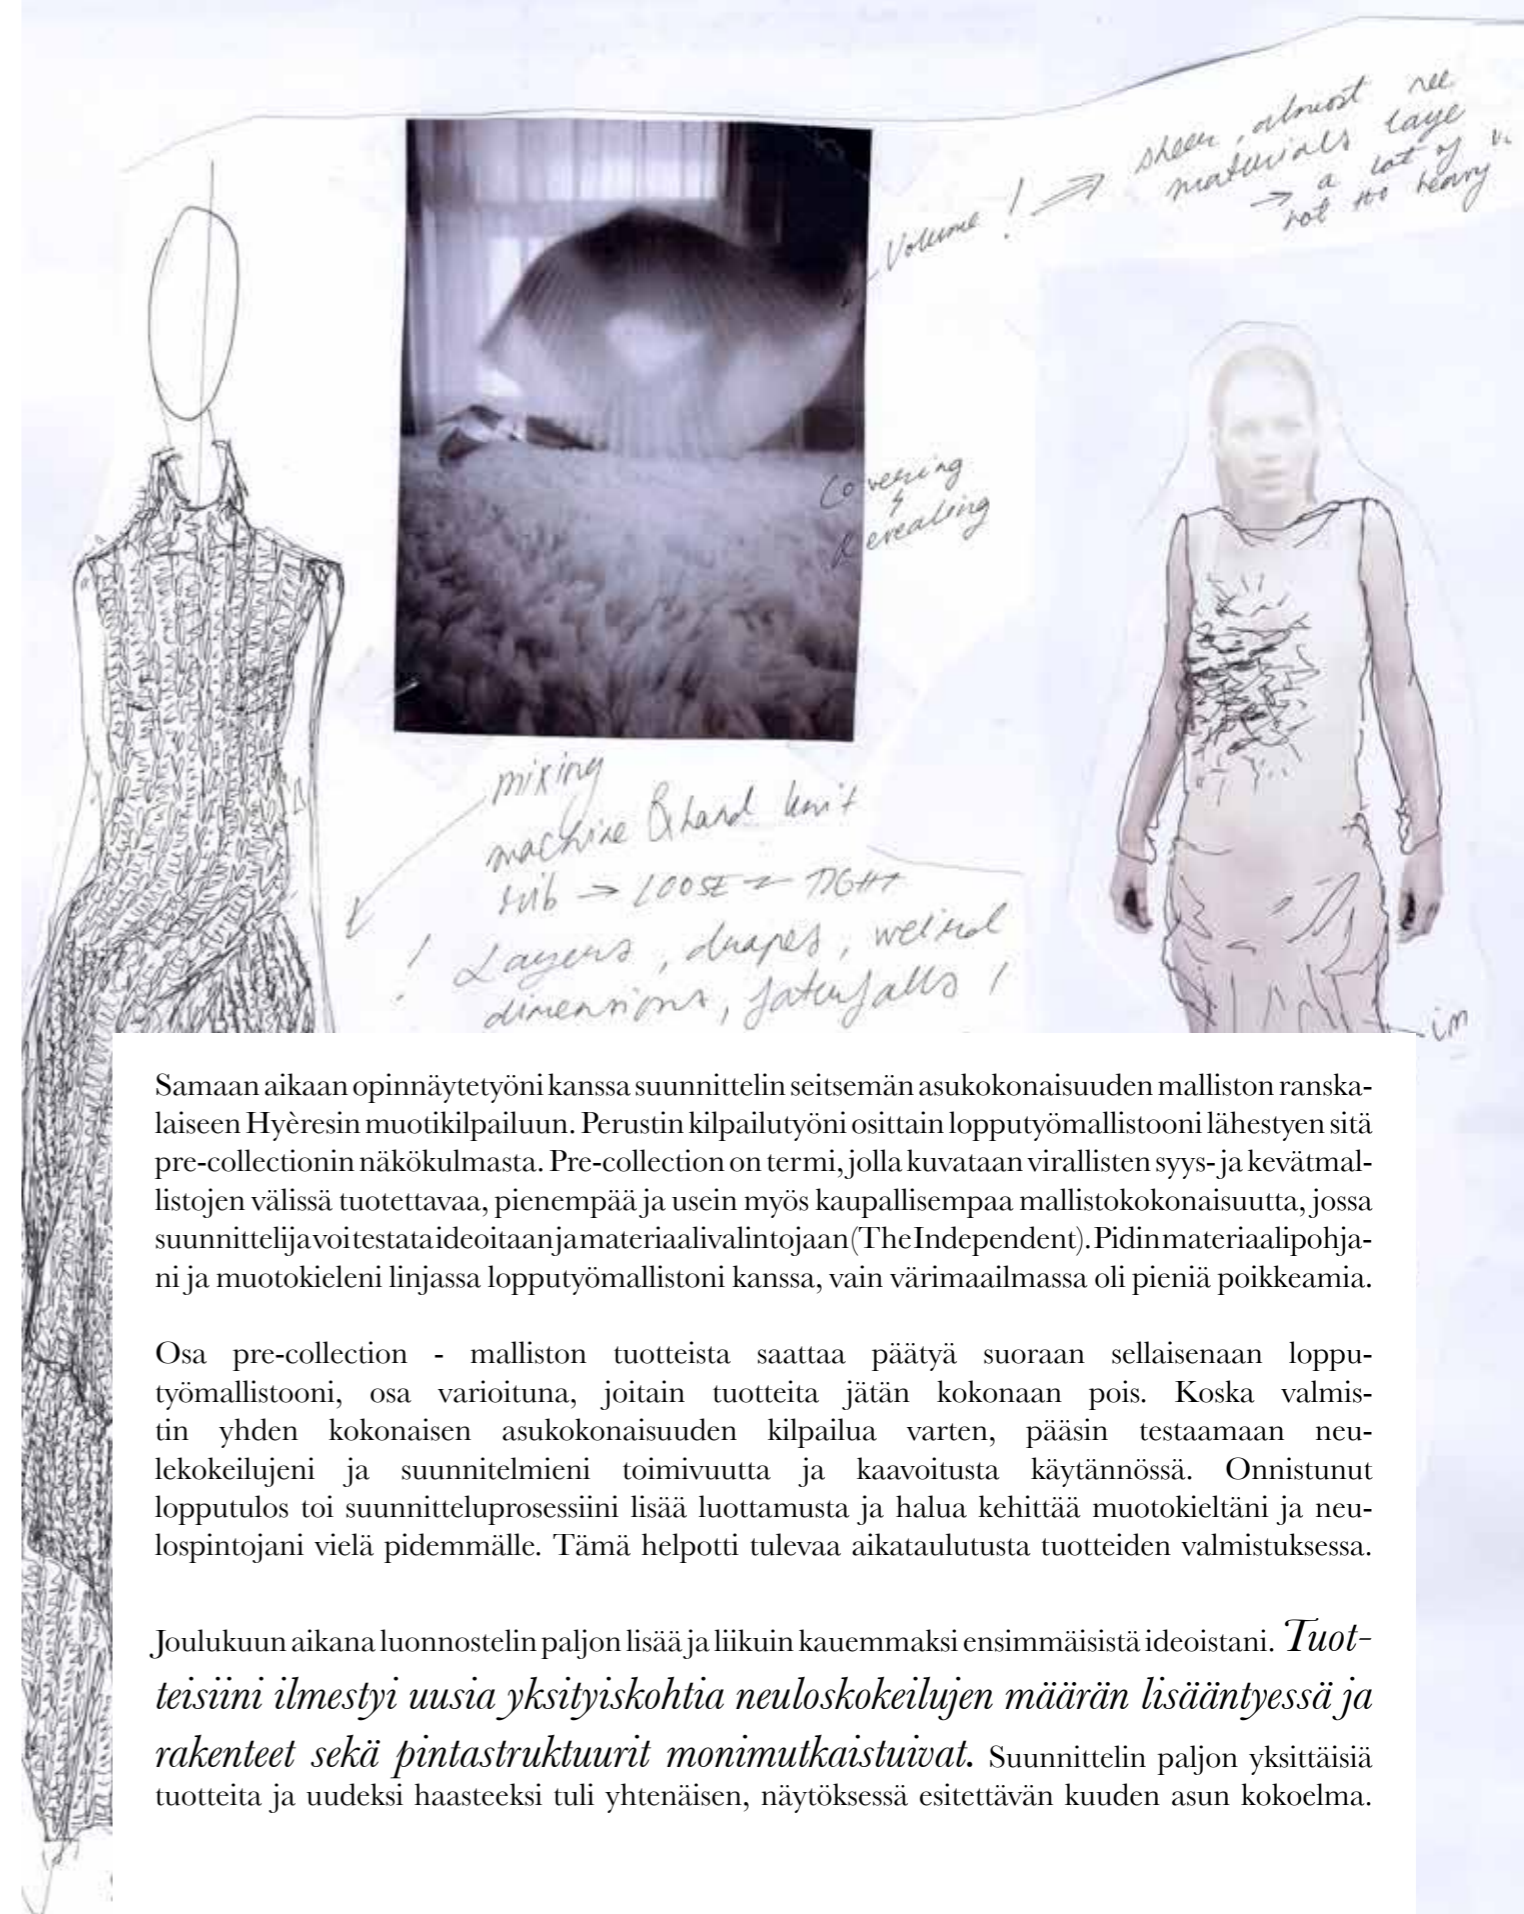 sheer, almost
materials laye
→ a lot of
not too heavy
Volume ! ⇒
Covering
&
Revealing
mixing
machine & hand knit
rib → LOOSE TIGHT
! Layers, drapes,
dimensions, !
Samaan aikaan opinnäytetyöni kanssa suunnittelin seitsemän asukokonaisuuden malliston ranska-
laiseen Hyèresin muotikilpailuun. Perustin kilpailutyöni osittain lopputyömallistooni lähestyen sitä
pre-collectionin näkökulmasta. Pre-collection on termi, jolla kuvataan virallisten syys- ja kevätmal-
listojen välissä tuotettavaa, pienempää ja usein myös kaupallisempaa mallistokokonaisuutta, jossa
suunnittelija voi testata ideoitaan ja materiaalivalintojaan (The Independent). Pidin materiaalipohja-
ni ja muotokieleni linjassa lopputyömallistoni kanssa, vain värimaailmassa oli pieniä poikkeamia.
Osa pre-collection - malliston tuotteista saattaa päätyä suoraan sellaisenaan loppu-
työmallistooni, osa varioituna, joitain tuotteita jätän kokonaan pois. Koska valmis-
tin yhden kokonaisen asukokonaisuuden kilpailua varten, pääsin testaamaan neu-
lekokeilujeni ja suunnitelmieni toimivuutta ja kaavoitusta käytännössä. Onnistunut
lopputulos toi suunnitteluprosessiini lisää luottamusta ja halua kehittää muotokieltäni ja neu-
lospintojani vielä pidemmälle. Tämä helpotti tulevaa aikataulutusta tuotteiden valmistuksessa.
Joulukuun aikana luonnostelin paljon lisää ja liikuin kauemmaksi ensimmäisistä ideoistani. Tuot-
teisiini ilmestyi uusia yksityiskohtia neuloskokeilujen määrän lisääntyessä ja
rakenteet sekä pintastruktuurit monimutkaistuivat. Suunnittelin paljon yksittäisiä
tuotteita ja uudeksi haasteeksi tuli yhtenäisen, näytöksessä esitettävän kuuden asun kokoelma.